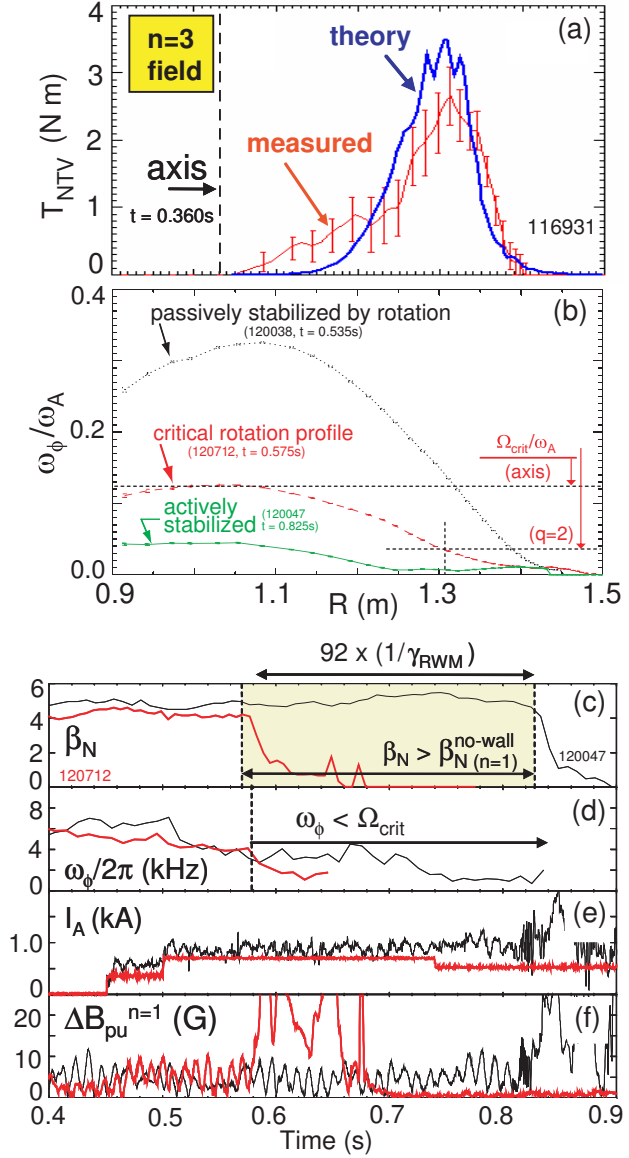 (a)
n=3
field
theory
T_NTV (N m)
4
3
2
1
0
axis
t = 0.360s
measured
116931
(b)
0.4
0.2
0.0
ω_ϕ/ω_A
passively stabilized by rotation
(120038, t = 0.535s)
critical rotation profile
(120712, t = 0.575s)
Ω_crit/ω_A
(axis)
actively
stabilized
(120047
t = 0.825s)
(q=2)
0.9 1.1 1.3 1.5
R (m)
92 x (1/γ_RWM)
(c)
6
4
2
0
β_N
120712
β_N > β_N^no-wall (n=1)
120047
(d)
8
4
0
ω_ϕ < Ω_crit
ω_ϕ/2π (kHz)
(e)
I_A (kA)
1.0
0
(f)
ΔB_pu^n=1 (G)
20
10
0
0.4 0.5 0.6 0.7 0.8 0.9
Time (s)